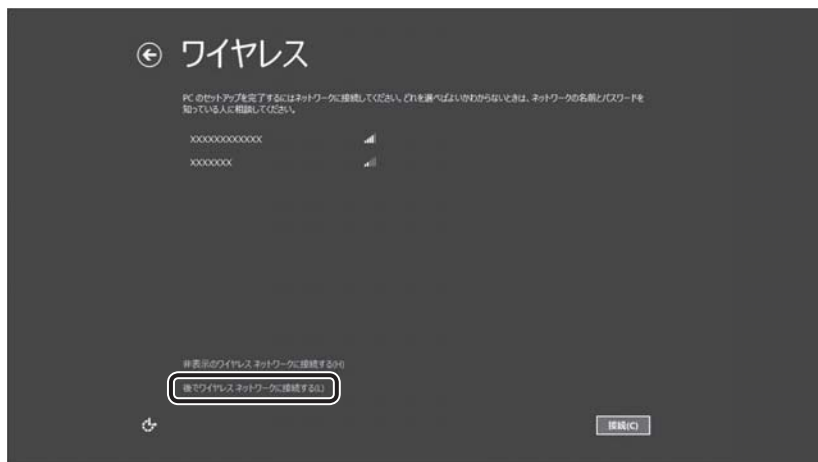 ワイヤレス
PC のセットアップを完了するにはネットワークに接続してください。どれを選べばよいかわからないときは、ネットワークの名前とパスワードを
知っている人に相談してください。
XXXXXXXXXXXXX
XXXXXXX
非表示のワイヤレス ネットワークに接続する(H)
後でワイヤレス ネットワークに接続する(L)
接続(C)